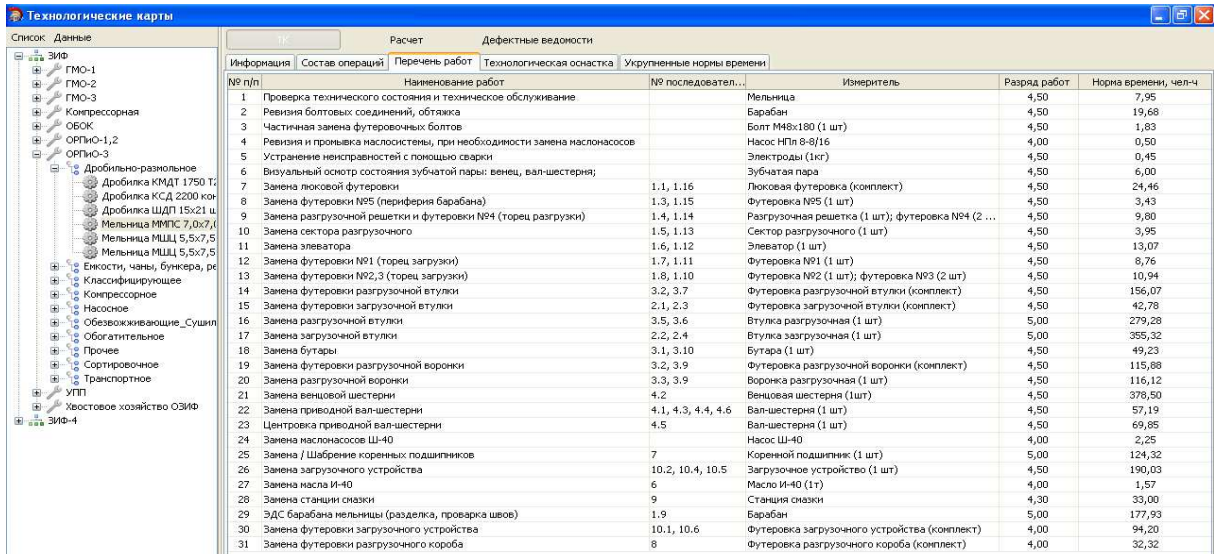 Технологические карты
Список Данные
ТК Расчет Дефектные ведомости
Информация Состав операций Перечень работ Технологическая оснастка Укрупненные нормы времени
ЗИФ
ГМО-1
ГМО-2
ГМО-3
Компрессорная
ОБОК
ОРПиО-1,2
ОРПиО-3
Дробильно-размольное
Дробилка КМДТ 1750 Т2
Дробилка КСД 2200 кон
Дробилка ЩДП 15х21 щ
Мельница ММПС 7,0х7,0
Мельница МШЦ 5,5х7,5
Мельница МШЦ 5,5х7,5
Емкости, чаны, бункера, ре
Классифицирующее
Компрессорное
Насосное
Обезвожживающие_Сушил
Обогатительное
Прочее
Сортировочное
Транспортное
УПП
Хвостовое хозяйство ОЗИФ
ЗИФ-4
№ п/п Наименование работ № последовател... Измеритель Разряд работ Норма времени, чел-ч
1 Проверка технического состояния и техническое обслуживание Мельница 4,50 7,95
2 Ревизия болтовых соединений, обтяжка Барабан 4,50 19,68
3 Частичная замена футеровочных болтов Болт М48х180 (1 шт) 4,50 1,83
4 Ревизия и промывка маслосистемы, при необходимости замена маслонасосов Насос НПл 8-8/16 4,00 0,50
5 Устранение неисправностей с помощью сварки Электроды (1кг) 4,50 0,45
6 Визуальный осмотр состояния зубчатой пары: венец, вал-шестерня; Зубчатая пара 4,50 6,00
7 Замена люковой футеровки 1.1, 1.16 Люковая футеровка (комплект) 4,50 24,46
8 Замена футеровки №5 (периферия барабана) 1.3, 1.15 Футеровка №5 (1 шт) 4,50 3,43
9 Замена разгрузочной решетки и футеровки №4 (торец разгрузки) 1.4, 1.14 Разгрузочная решетка (1 шт); футеровка №4 (2 ... 4,50 9,80
10 Замена сектора разгрузочного 1.5, 1.13 Сектор разгрузочного (1 шт) 4,50 3,95
11 Замена элеватора 1.6, 1.12 Элеватор (1 шт) 4,50 13,07
12 Замена футеровки №1 (торец загрузки) 1.7, 1.11 Футеровка №1 (1 шт) 4,50 8,76
13 Замена футеровки №2,3 (торец загрузки) 1.8, 1.10 Футеровка №2 (1 шт); футеровка №3 (2 шт) 4,50 10,94
14 Замена футеровки разгрузочной втулки 3.2, 3.7 Футеровка разгрузочной втулки (комплект) 4,50 156,07
15 Замена футеровки загрузочной втулки 2.1, 2.3 Футеровка загрузочной втулки (комплект) 4,50 42,78
16 Замена разгрузочной втулки 3.5, 3.6 Втулка разгрузочная (1 шт) 5,00 279,28
17 Замена загрузочной втулки 2.2, 2.4 Втулка зазгрузочная (1 шт) 5,00 355,32
18 Замена бутары 3.1, 3.10 Бутара (1 шт) 4,50 49,23
19 Замена футеровки разгрузочной воронки 3.2, 3.9 Футеровка разгрузочной воронки (комплект) 4,50 115,88
20 Замена разгрузочной воронки 3.3, 3.9 Воронка разгрузочная (1 шт) 4,50 116,12
21 Замена венцовой шестерни 4.2 Венцовая шестерня (1шт) 4,50 378,50
22 Замена приводной вал-шестерни 4.1, 4.3, 4.4, 4.6 Вал-шестерня (1 шт) 4,50 57,19
23 Центровка приводной вал-шестерни 4.5 Вал-шестерня (1 шт) 4,50 69,85
24 Замена маслонасосов Ш-40 Насос Ш-40 4,00 2,25
25 Замена / Шабрение коренных подшипников 7 Коренной подшипник (1 шт) 5,00 124,32
26 Замена загрузочного устройства 10.2, 10.4, 10.5 Загрузочное устройство (1 шт) 4,50 190,03
27 Замена масла И-40 6 Масло И-40 (1т) 4,00 1,57
28 Замена станции смазки 9 Станция смазки 4,30 33,00
29 ЭДС барабана мельницы (разделка, проварка швов) 1.9 Барабан 5,00 177,93
30 Замена футеровки загрузочного устройства 10.1, 10.6 Футеровка загрузочного устройства (комплект) 4,00 94,20
31 Замена футеровки разгрузочного короба 8 Футеровка разгрузочного короба (комплект) 4,00 32,32